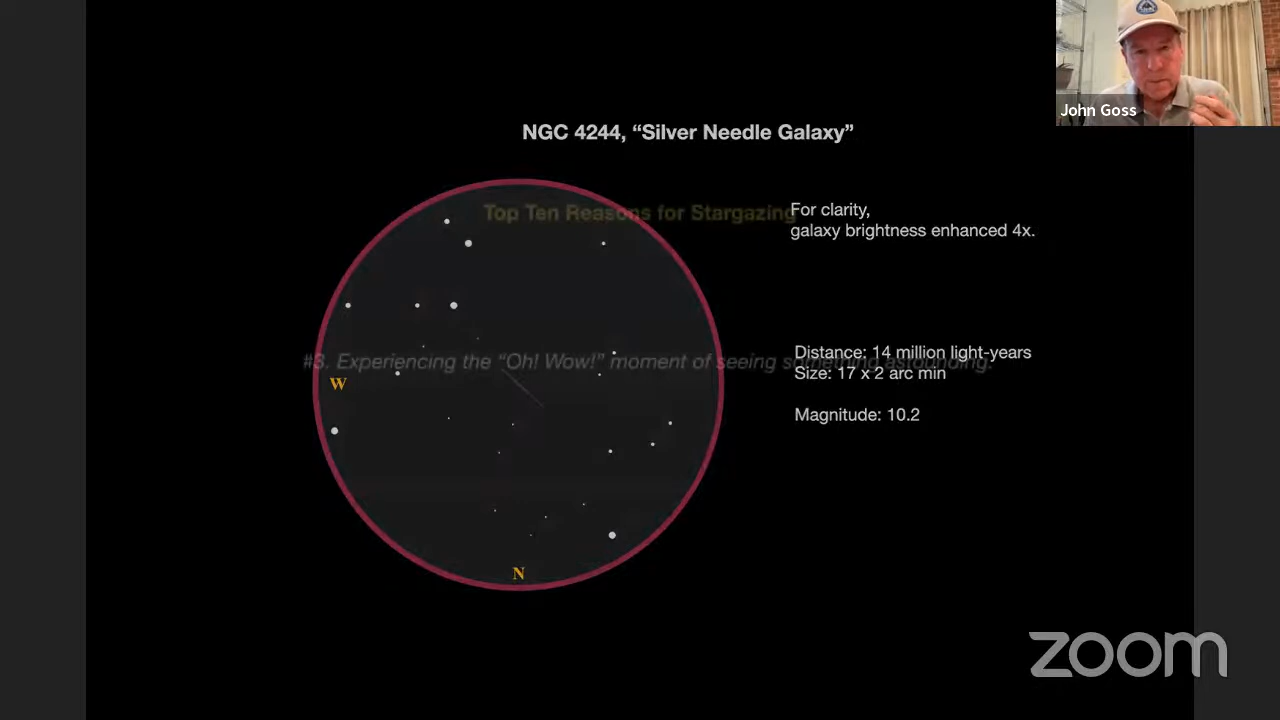 John Goss
NGC 4244, “Silver Needle Galaxy”
Top Ten Reasons for Stargazing
For clarity,
galaxy brightness enhanced 4x.
#8. Experiencing the “Oh! Wow!” moment of seeing something astounding.
Distance: 14 million light-years
Size: 17 x 2 arc min
Magnitude: 10.2
W
N
zoom